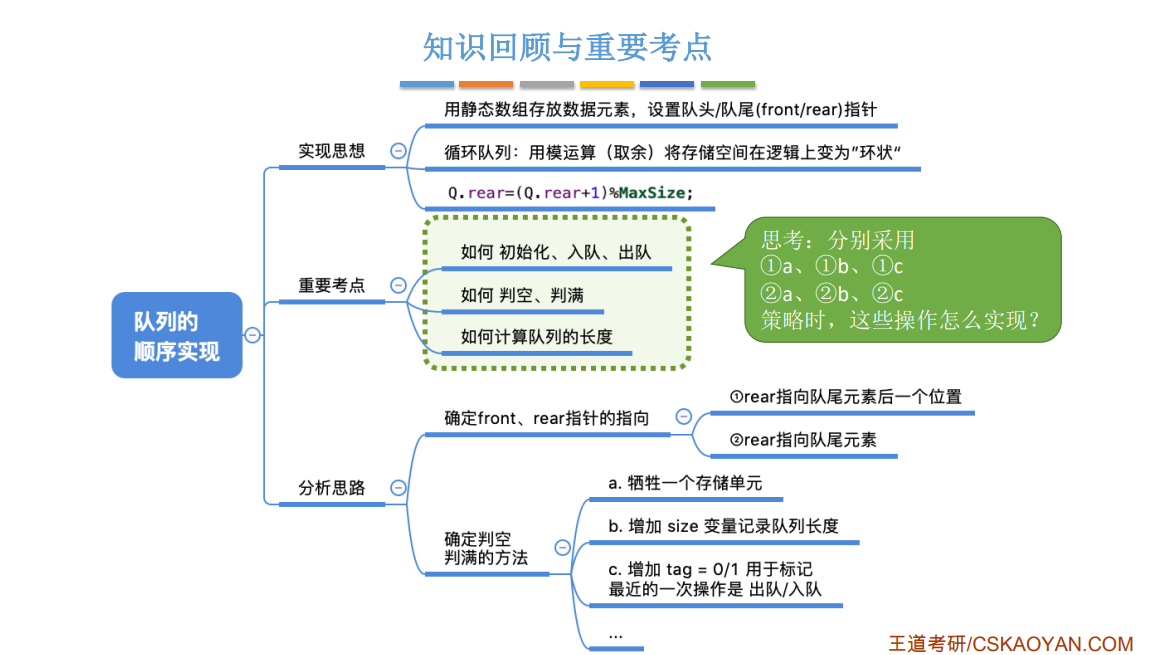 知识回顾与重要考点
用静态数组存放数据元素，设置队头/队尾(front/rear)指针
实现思想
循环队列：用模运算（取余）将存储空间在逻辑上变为”环状“
Q.rear=(Q.rear+1)%MaxSize;
如何 初始化、入队、出队
重要考点
如何 判空、判满
如何计算队列的长度
思考：分别采用
①a、①b、①c
②a、②b、②c
策略时，这些操作怎么实现？
队列的
顺序实现
①rear指向队尾元素后一个位置
确定front、rear指针的指向
②rear指向队尾元素
分析思路
a. 牺牲一个存储单元
b. 增加 size 变量记录队列长度
确定判空
判满的方法
c. 增加 tag = 0/1 用于标记
最近的一次操作是 出队/入队
...
王道考研/CSKAOYAN.COM